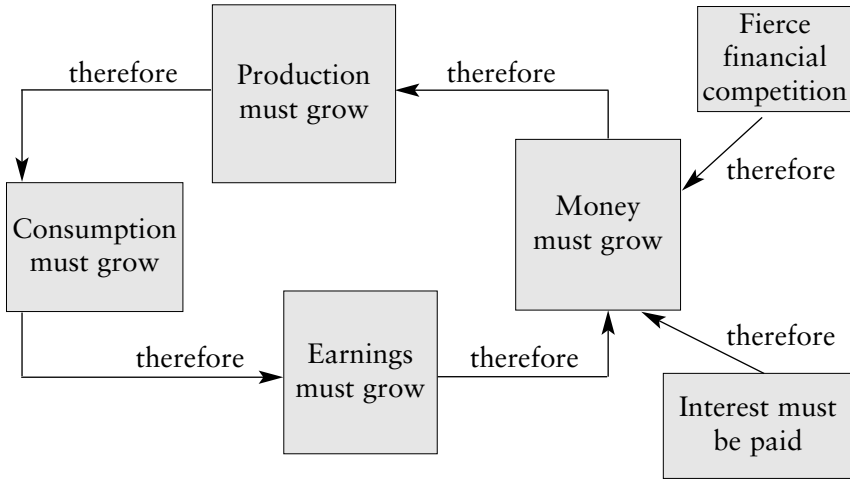 Fierce
financial
competition
therefore
Production
must grow
therefore
therefore
Consumption
must grow
Money
must grow
therefore
Earnings
must grow
therefore
therefore
Interest must
be paid